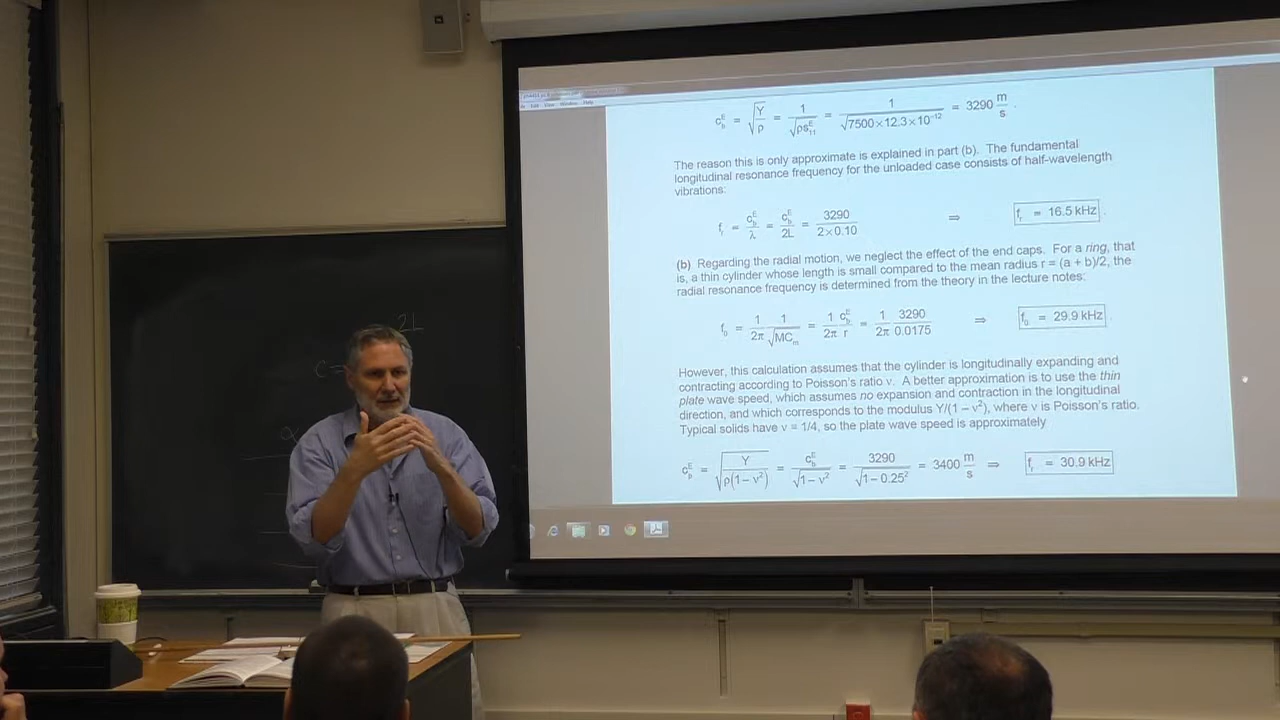 c_b^E = √(Y/ρ) = 1/√(ρs_11^E) = 1/√(7500×12.3×10^-12) = 3290 m/s .
The reason this is only approximate is explained in part (b). The fundamental
longitudinal resonance frequency for the unloaded case consists of half-wavelength
vibrations:
f_r = c_b^E/λ = c_b^E/2L = 3290/(2×0.10) ⇒ f_r = 16.5 kHz .
(b) Regarding the radial motion, we neglect the effect of the end caps. For a ring, that
is, a thin cylinder whose length is small compared to the mean radius r = (a + b)/2, the
radial resonance frequency is determined from the theory in the lecture notes:
f_0 = 1/2π 1/√(MC_m) = 1/2π c_b^E/r = 1/2π 3290/0.0175 ⇒ f_0 = 29.9 kHz .
However, this calculation assumes that the cylinder is longitudinally expanding and
contracting according to Poisson's ratio ν. A better approximation is to use the thin
plate wave speed, which assumes no expansion and contraction in the longitudinal
direction, and which corresponds to the modulus Y/(1 – ν²), where ν is Poisson's ratio.
Typical solids have ν = 1/4, so the plate wave speed is approximately
c_p^E = √(Y/(ρ(1−ν²))) = c_b^E/√(1−ν²) = 3290/√(1−0.25²) = 3400 m/s ⇒ f_r = 30.9 kHz
2L
c =